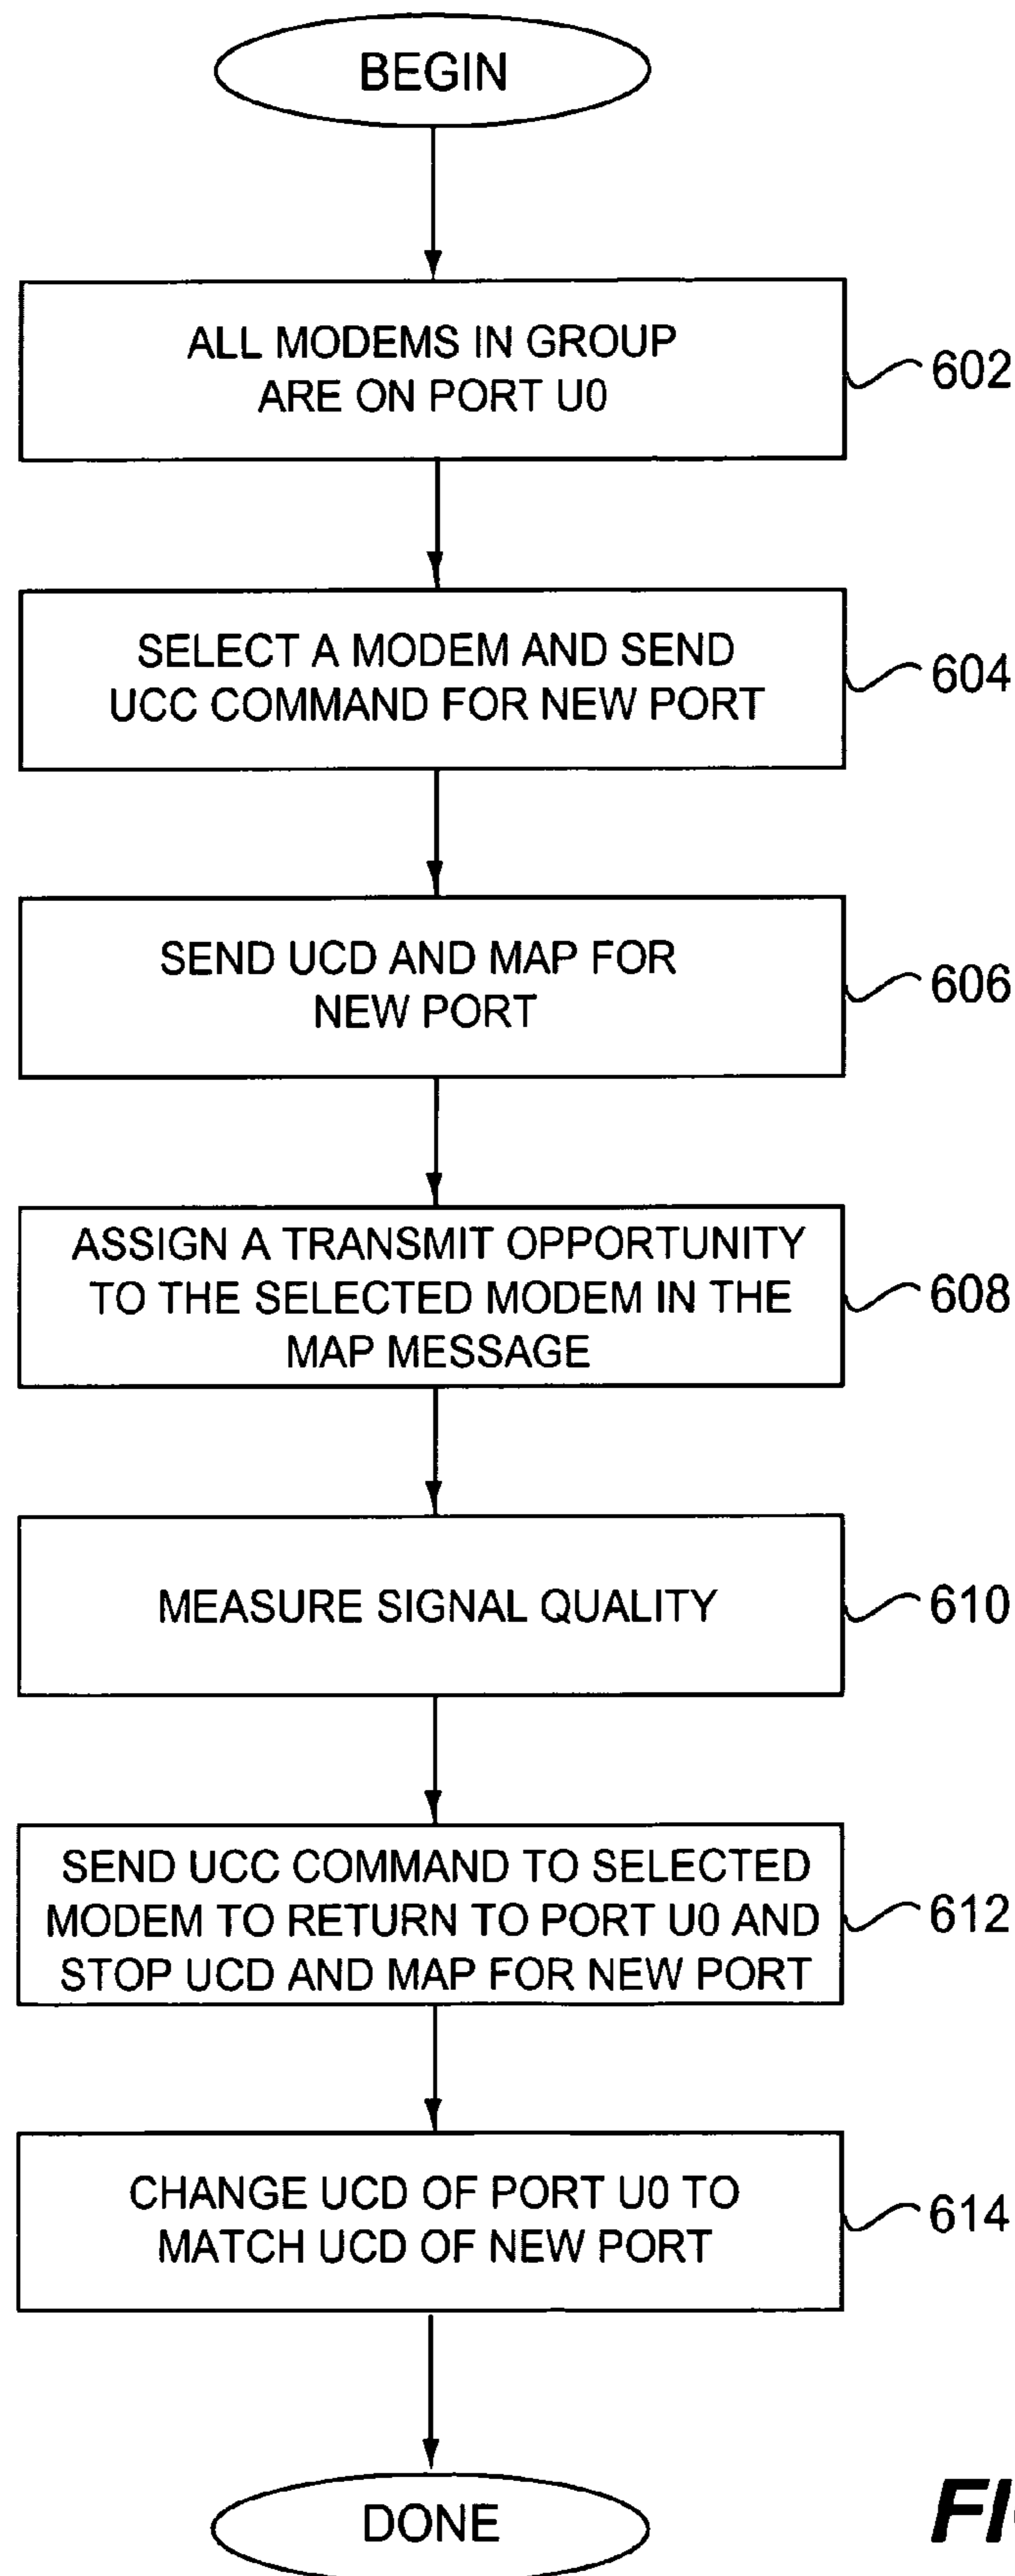 BEGIN
ALL MODEMS IN GROUP
ARE ON PORT U0
602
SELECT A MODEM AND SEND
UCC COMMAND FOR NEW PORT
604
SEND UCD AND MAP FOR
NEW PORT
606
ASSIGN A TRANSMIT OPPORTUNITY
TO THE SELECTED MODEM IN THE
MAP MESSAGE
608
MEASURE SIGNAL QUALITY
610
SEND UCC COMMAND TO SELECTED
MODEM TO RETURN TO PORT U0 AND
STOP UCD AND MAP FOR NEW PORT
612
CHANGE UCD OF PORT U0 TO
MATCH UCD OF NEW PORT
614
DONE